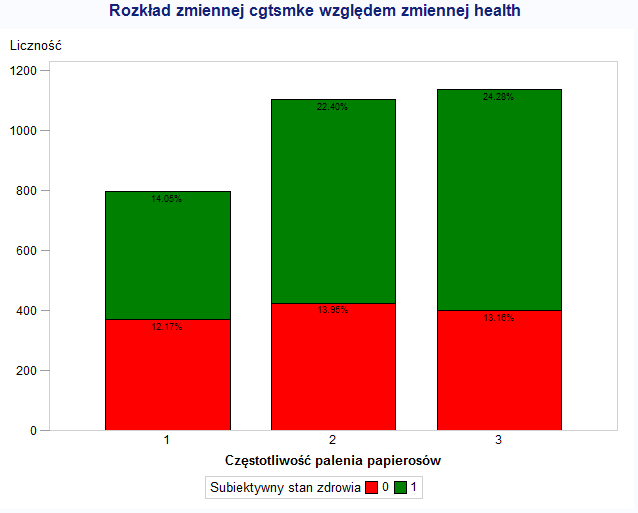 Rozkład zmiennej cgtsmke względem zmiennej health
Liczność
1200
1000
800
600
400
200
0
14.05%
12.17%
22.40%
13.95%
24.28%
13.16%
1 2 3
Częstotliwość palenia papierosów
Subiektywny stan zdrowia 0 1